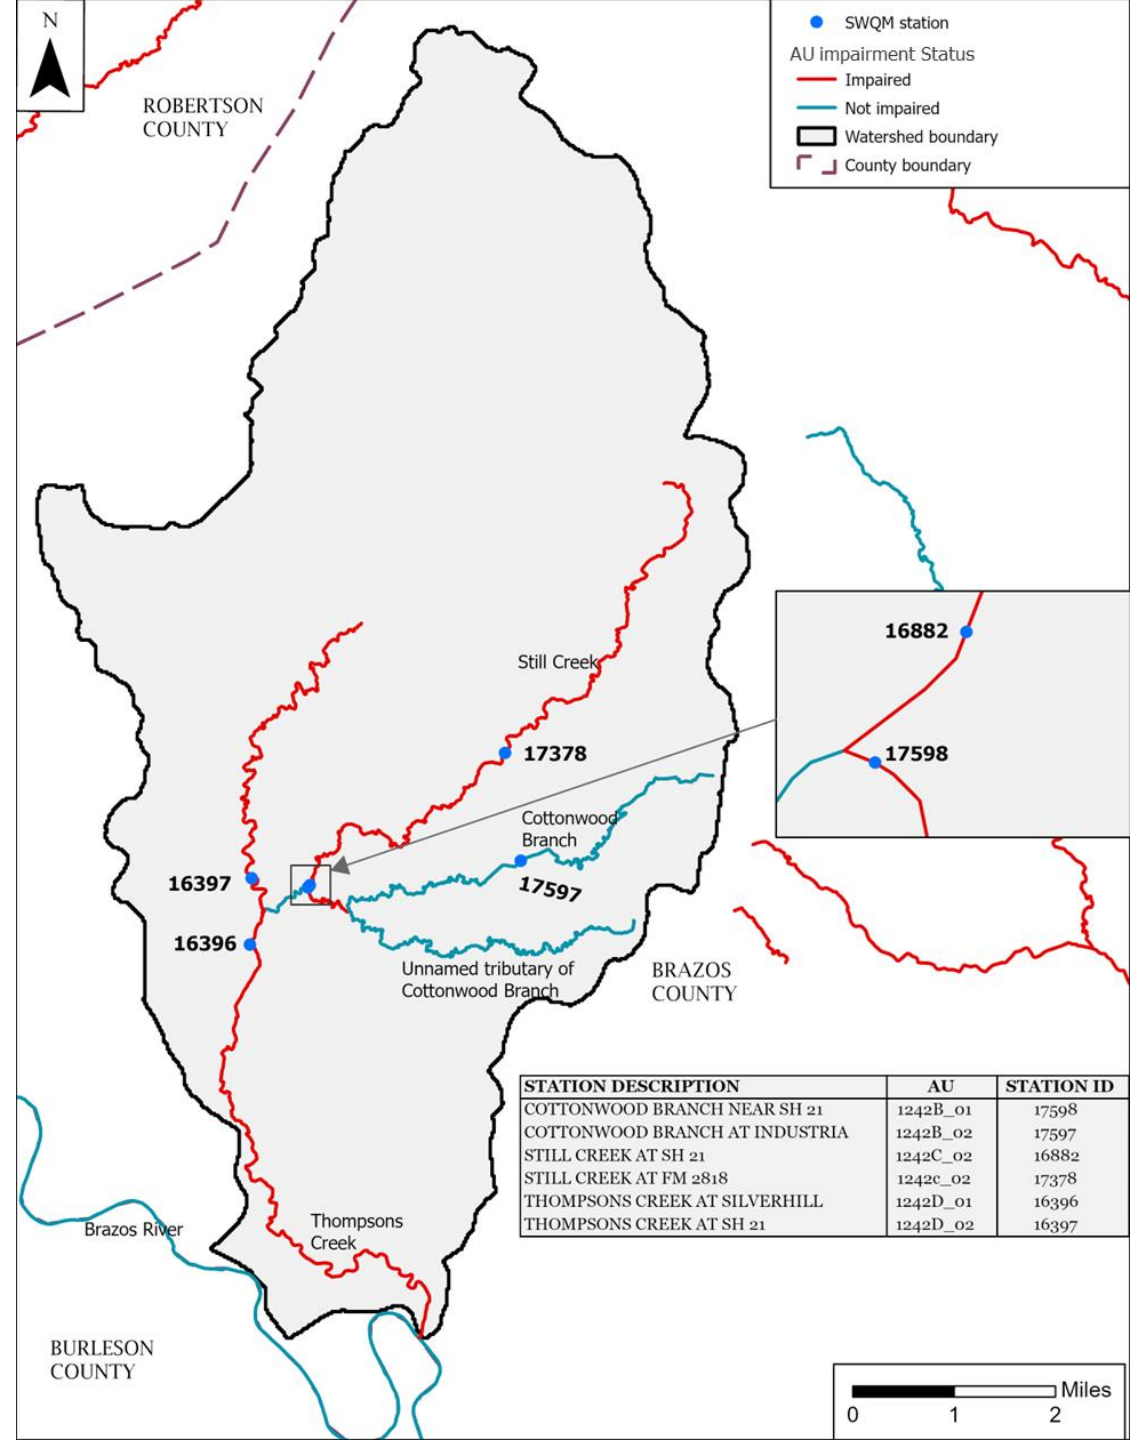 N
SWQM station
AU impairment Status
Impaired
Not impaired
Watershed boundary
County boundary
ROBERTSON
COUNTY
16882
17598
Still Creek
17378
Cottonwood
Branch
17597
16397
16396
Unnamed tributary of
Cottonwood Branch
BRAZOS
COUNTY
STATION DESCRIPTION AU STATION ID
COTTONWOOD BRANCH NEAR SH 21 1242B_01 17598
COTTONWOOD BRANCH AT INDUSTRIA 1242B_02 17597
STILL CREEK AT SH 21 1242C_02 16882
STILL CREEK AT FM 2818 1242c_02 17378
THOMPSONS CREEK AT SILVERHILL 1242D_01 16396
THOMPSONS CREEK AT SH 21 1242D_02 16397
Brazos River
Thompsons
Creek
BURLESON
COUNTY
Miles
0 1 2